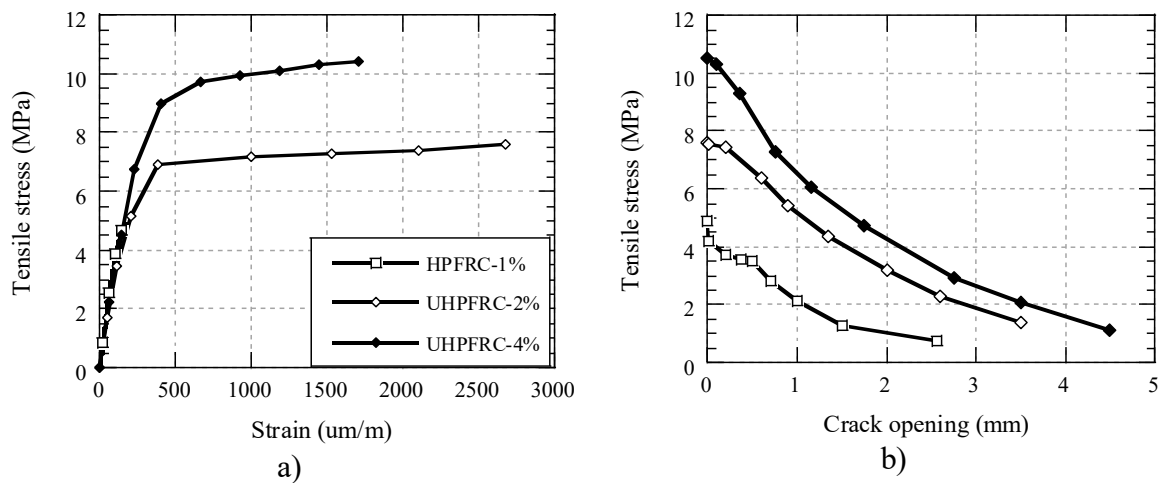 12
10
8
6
4
2
0
Tensile stress (MPa)
HPFRC-1%
UHPFRC-2%
UHPFRC-4%
0 500 1000 1500 2000 2500 3000
Strain (um/m)
a)
12
10
8
6
4
2
0
Tensile stress (MPa)
0 1 2 3 4 5
Crack opening (mm)
b)